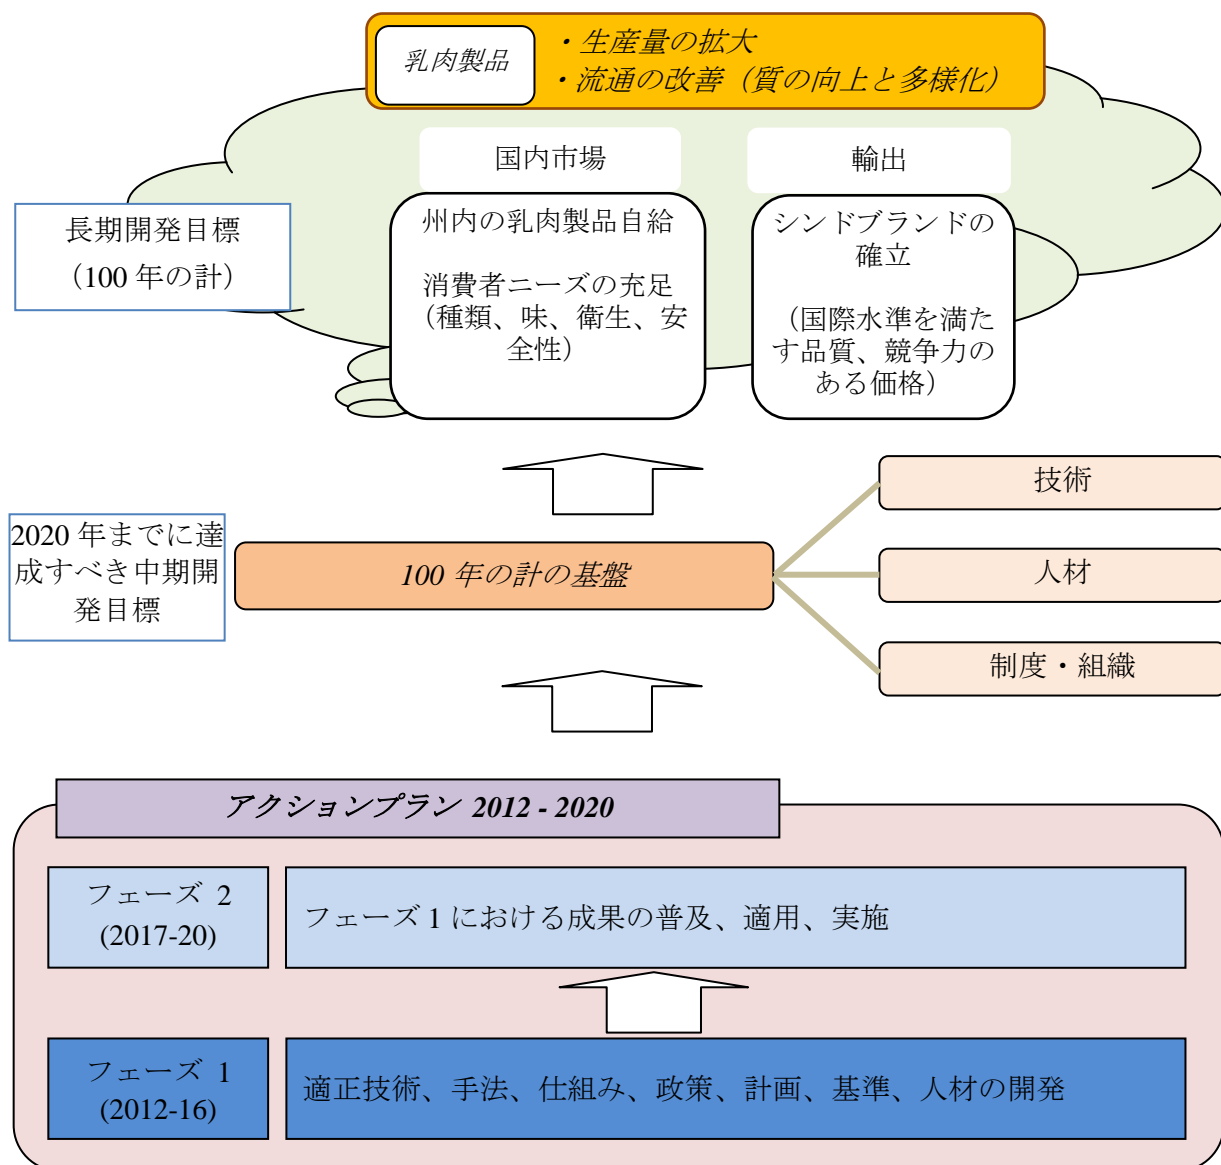 乳肉製品
・生産量の拡大
・流通の改善（質の向上と多様化）
国内市場
輸出
長期開発目標
（100 年の計）
州内の乳肉製品自給
消費者ニーズの充足
（種類、味、衛生、安
全性）
シンドブランドの
確立
（国際水準を満た
す品質、競争力の
ある価格）
2020 年までに達
成すべき中期開
発目標
100 年の計の基盤
技術
人材
制度・組織
アクションプラン 2012 - 2020
フェーズ 2
(2017-20)
フェーズ 1 における成果の普及、適用、実施
フェーズ 1
(2012-16)
適正技術、手法、仕組み、政策、計画、基準、人材の開発